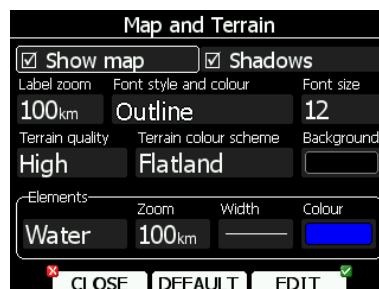 Map and Terrain
Show map Shadows
Label zoom Font style and colour Font size
100km Outline 12
Terrain quality Terrain colour scheme Background
High Flatland
Elements
Zoom Width Colour
Water 100km
CLOSE DEFAULT EDIT